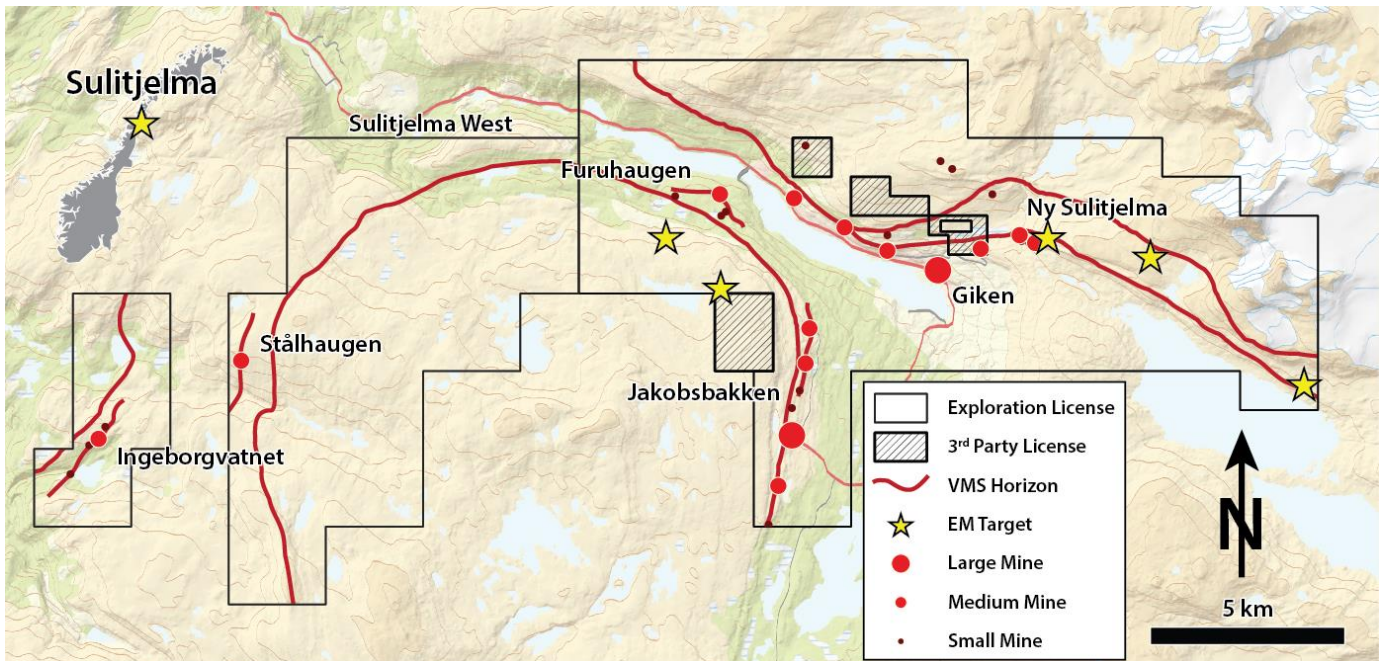 Sulitjelma
Sulitjelma West
Furuhaugen
Ny Sulitjelma
Giken
Stålhaugen
Jakobsbakken
Ingeborgvatnet
Exploration License
3rd Party License
VMS Horizon
EM Target
Large Mine
Medium Mine
Small Mine
N
5 km